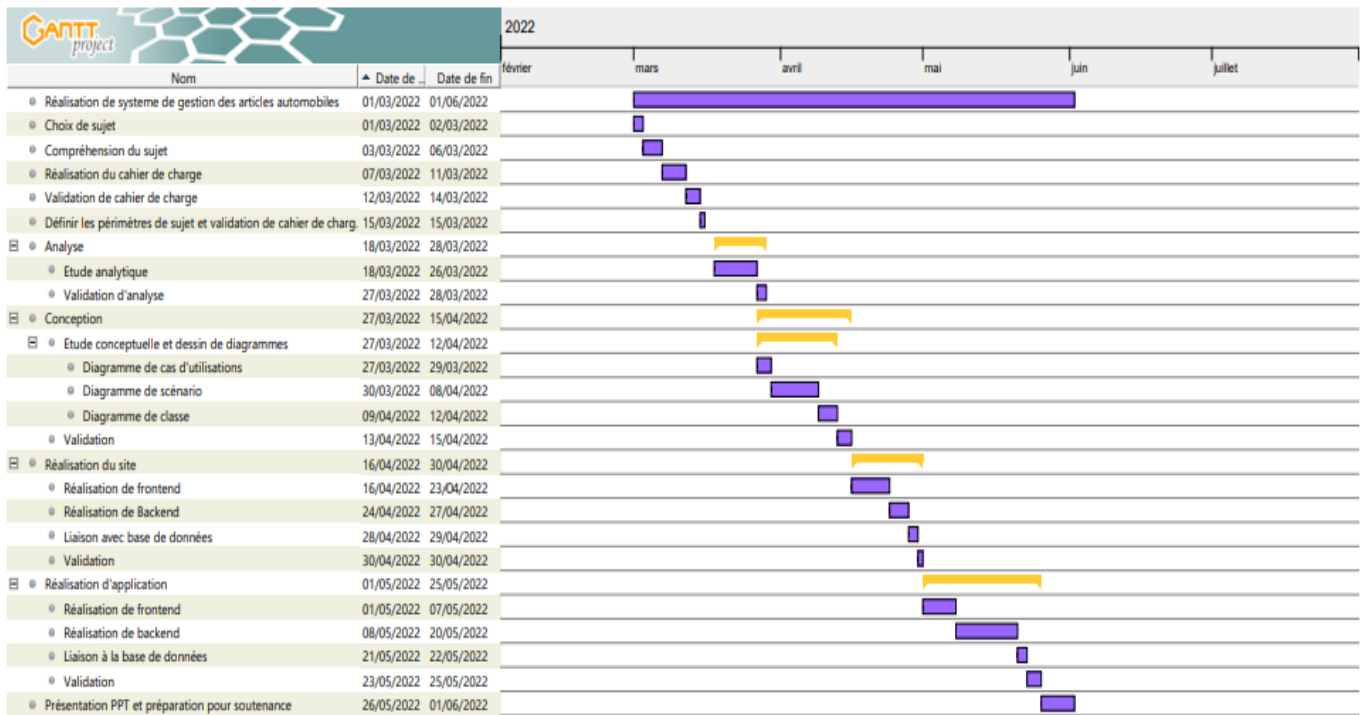 GANTT
project
2022
février mars avril mai juin juillet
Nom Date de ... Date de fin
Réalisation de systeme de gestion des articles automobiles 01/03/2022 01/06/2022
Choix de sujet 01/03/2022 02/03/2022
Compréhension du sujet 03/03/2022 06/03/2022
Réalisation du cahier de charge 07/03/2022 11/03/2022
Validation de cahier de charge 12/03/2022 14/03/2022
Définir les périmètres de sujet et validation de cahier de charg. 15/03/2022 15/03/2022
Analyse 18/03/2022 28/03/2022
Etude analytique 18/03/2022 26/03/2022
Validation d'analyse 27/03/2022 28/03/2022
Conception 27/03/2022 15/04/2022
Etude conceptuelle et dessin de diagrammes 27/03/2022 12/04/2022
Diagramme de cas d'utilisations 27/03/2022 29/03/2022
Diagramme de scénario 30/03/2022 08/04/2022
Diagramme de classe 09/04/2022 12/04/2022
Validation 13/04/2022 15/04/2022
Réalisation du site 16/04/2022 30/04/2022
Réalisation de frontend 16/04/2022 23/04/2022
Réalisation de Backend 24/04/2022 27/04/2022
Liaison avec base de données 28/04/2022 29/04/2022
Validation 30/04/2022 30/04/2022
Réalisation d'application 01/05/2022 25/05/2022
Réalisation de frontend 01/05/2022 07/05/2022
Réalisation de backend 08/05/2022 20/05/2022
Liaison à la base de données 21/05/2022 22/05/2022
Validation 23/05/2022 25/05/2022
Présentation PPT et préparation pour soutenance 26/05/2022 01/06/2022